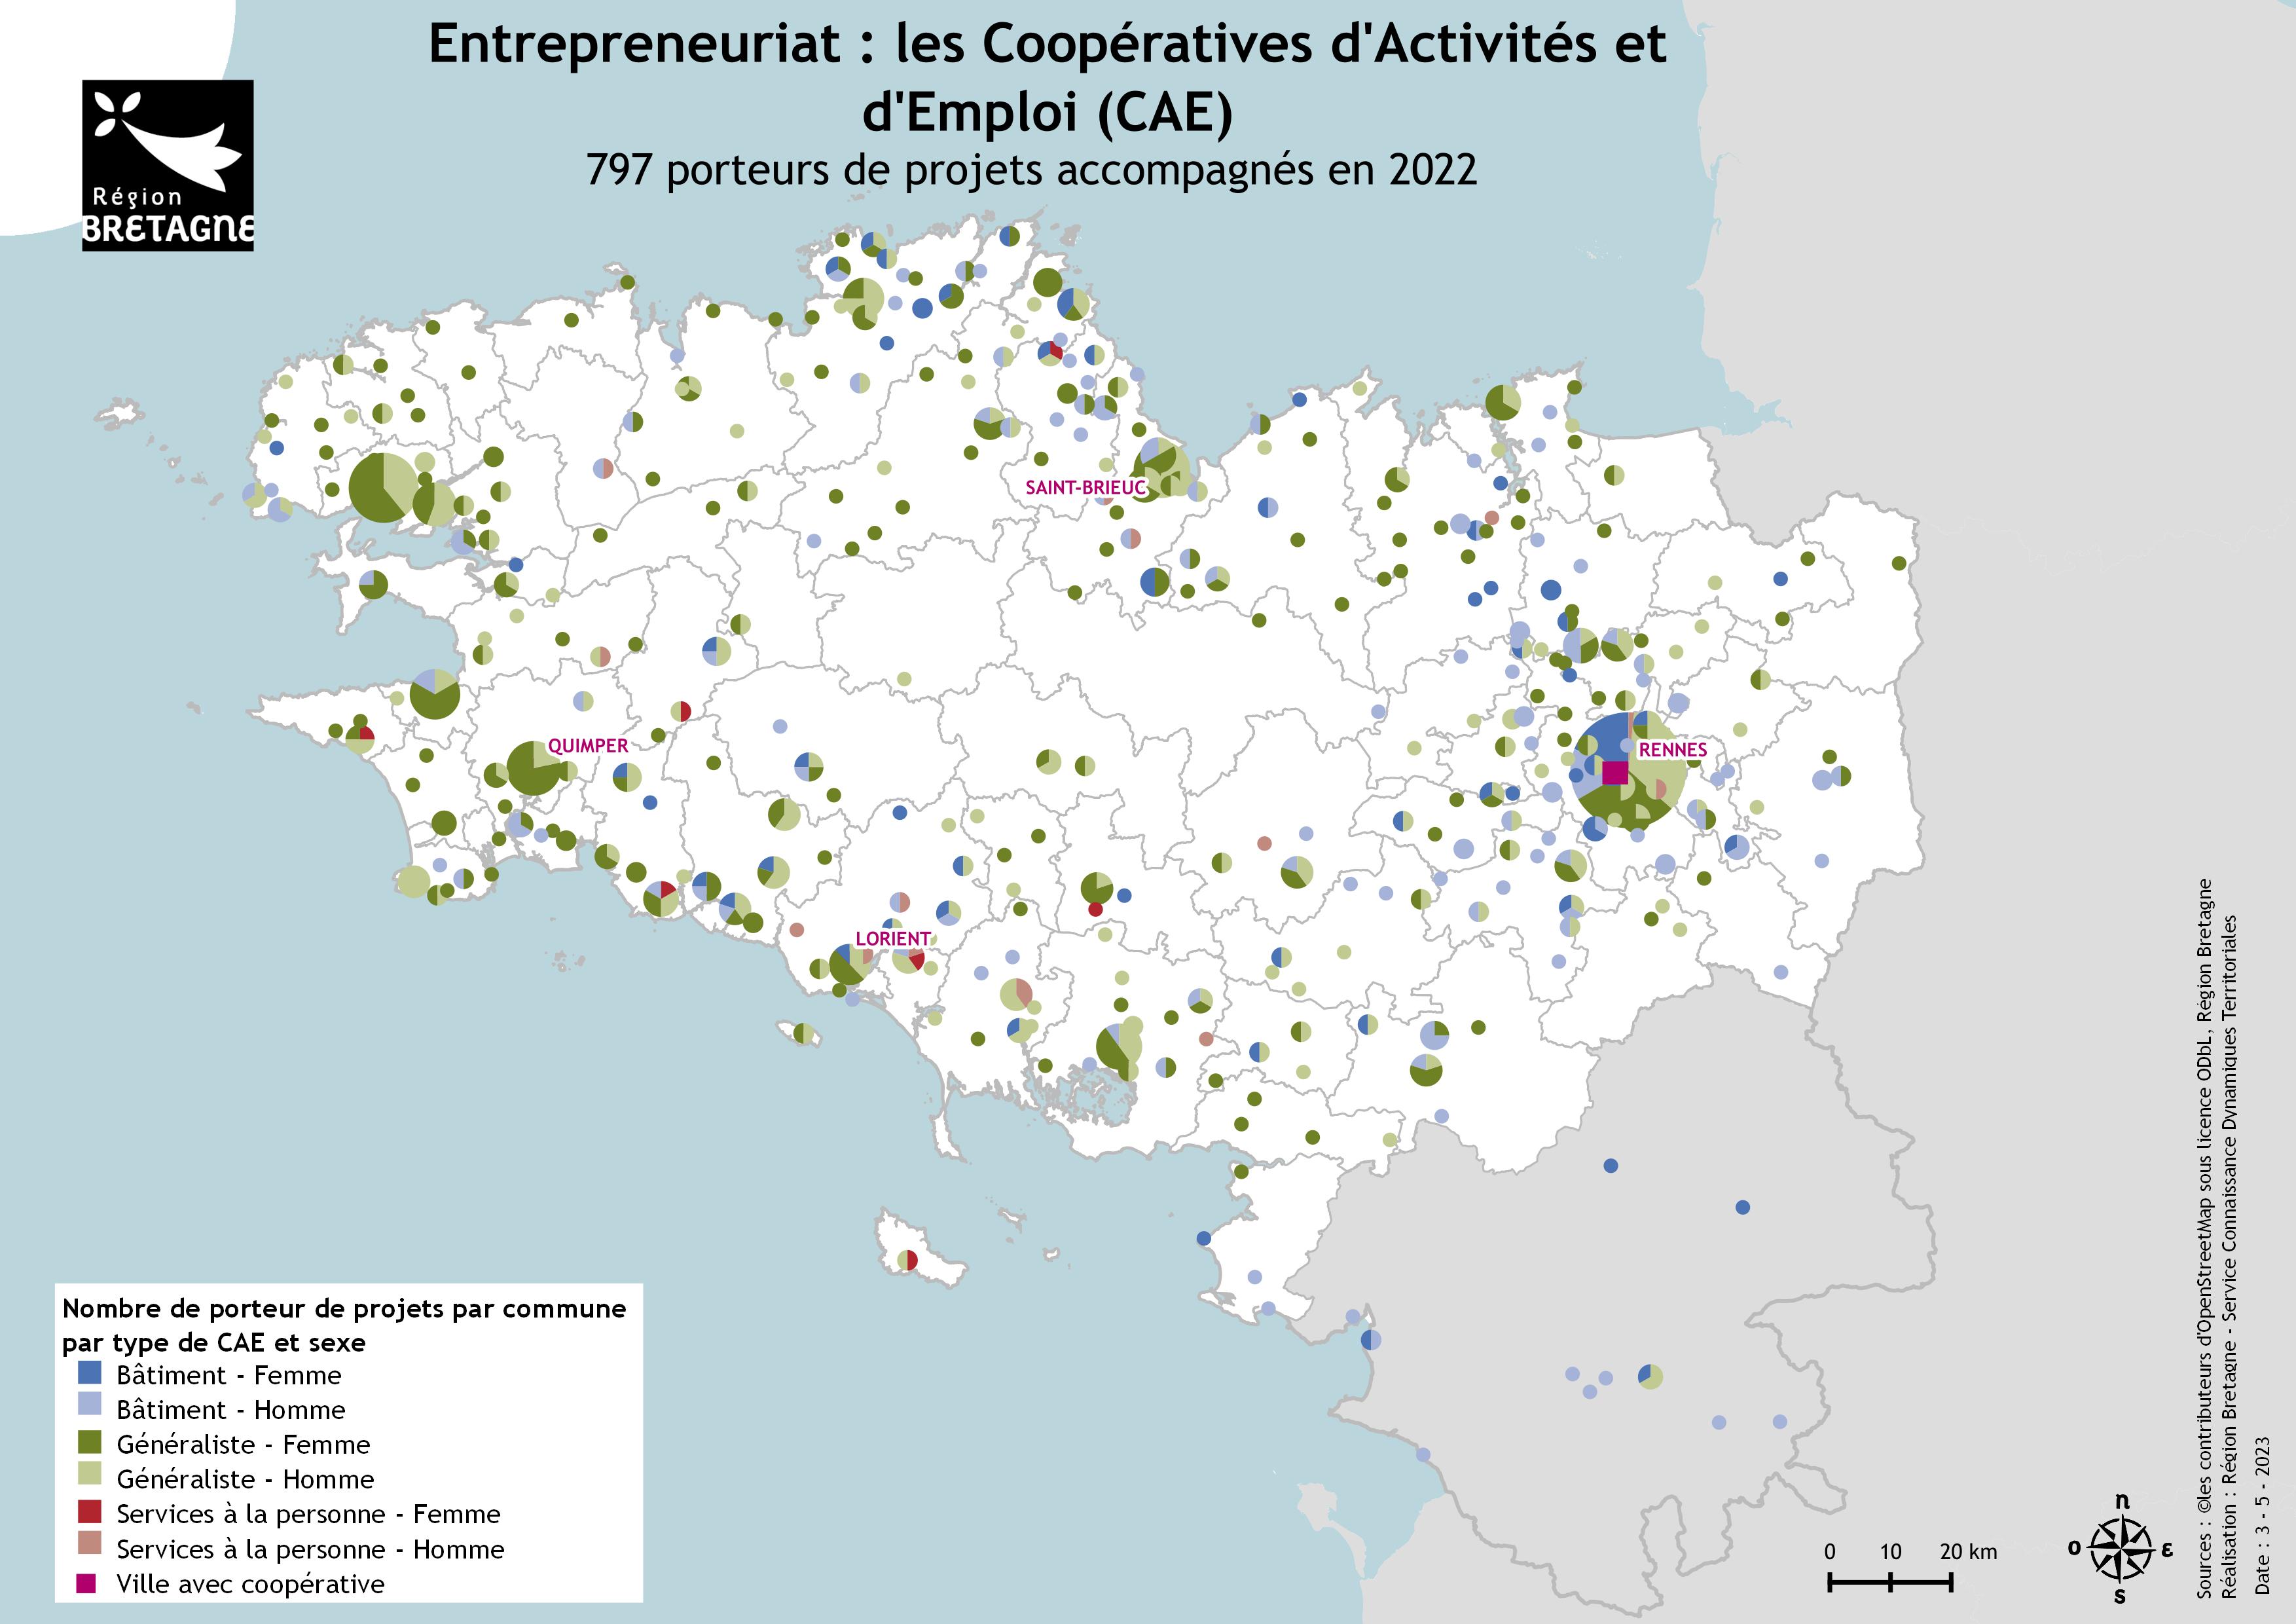 Entrepreneuriat : les Coopératives d'Activités et
d'Emploi (CAE)
797 porteurs de projets accompagnés en 2022
Région
BRETAGNE
SAINT-BRIEUC
QUIMPER
RENNES
LORIENT
Nombre de porteur de projets par commune
par type de CAE et sexe
Bâtiment - Femme
Bâtiment - Homme
Généraliste - Femme
Généraliste - Homme
Services à la personne - Femme
Services à la personne - Homme
Ville avec coopérative
0 10 20 km
n
o ε
s
Sources : ©les contributeurs d'OpenStreetMap sous licence ODbL, Région Bretagne
Réalisation : Région Bretagne - Service Connaissance Dynamiques Territoriales
Date : 3 - 5 - 2023